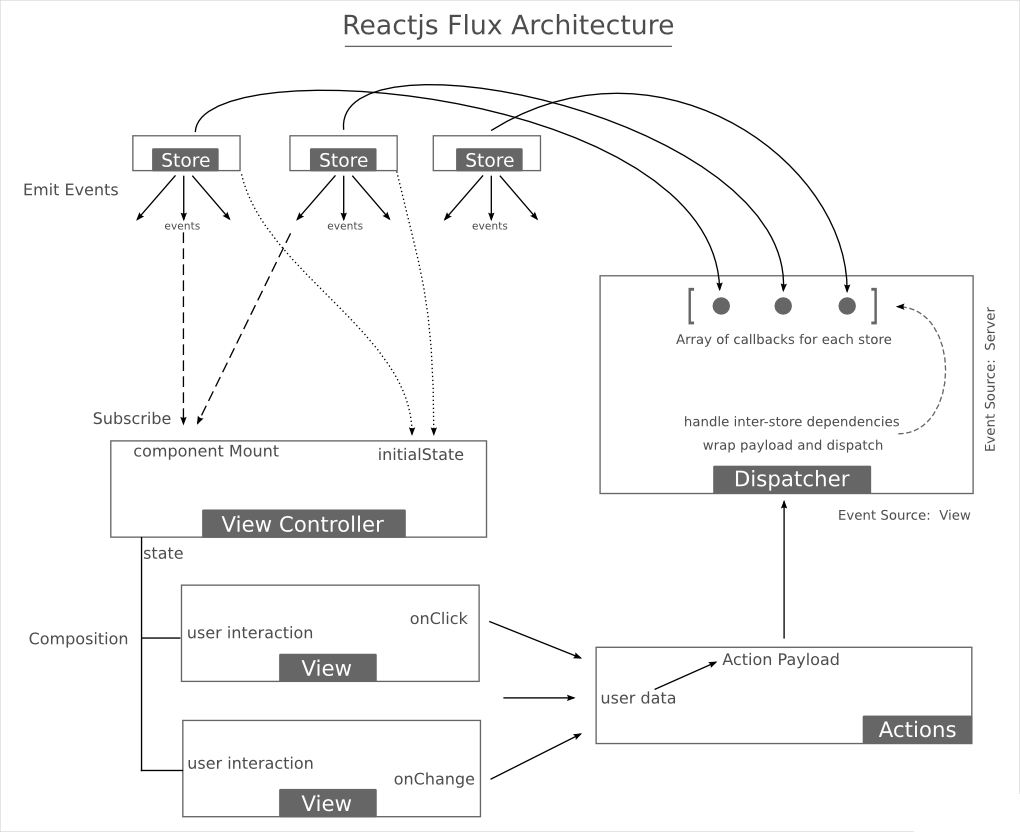 Reactjs Flux Architecture
Store
Store
Store
Emit Events
events
events
events
Array of callbacks for each store
Event Source: Server
handle inter-store dependencies
wrap payload and dispatch
Dispatcher
Event Source: View
Subscribe
component Mount
initialState
View Controller
state
Composition
user interaction
onClick
View
user interaction
onChange
View
Action Payload
user data
Actions